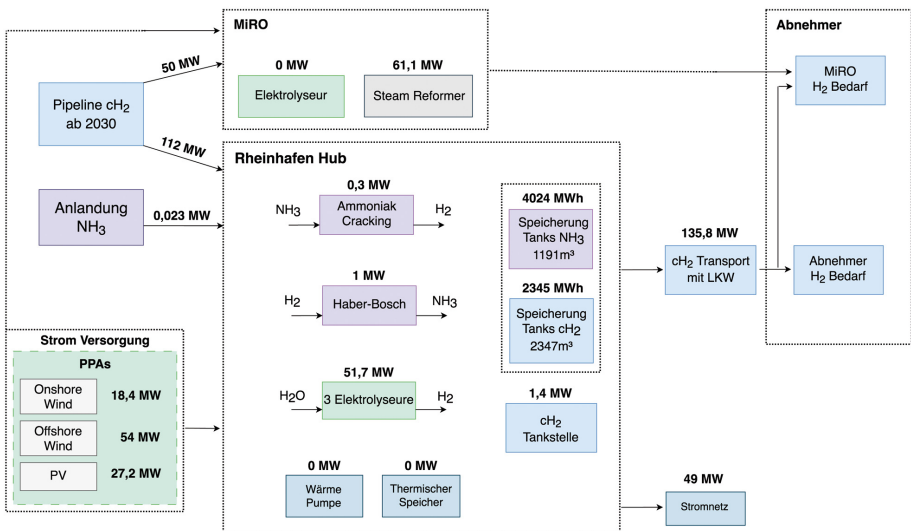 MiRO
50 MW
0 MW
Elektrolyseur
61,1 MW
Steam Reformer
Pipeline cH₂
ab 2030
112 MW
Anlandung
NH₃
0,023 MW
Rheinhafen Hub
0,3 MW
NH₃
Ammoniak
Cracking
H₂
1 MW
H₂
Haber-Bosch
NH₃
51,7 MW
H₂O
3 Elektrolyseure
H₂
0 MW
Wärme
Pumpe
0 MW
Thermischer
Speicher
4024 MWh
Speicherung
Tanks NH₃
1191m³
2345 MWh
Speicherung
Tanks cH₂
2347m³
1,4 MW
cH₂
Tankstelle
Strom Versorgung
PPAs
Onshore
Wind
18,4 MW
Offshore
Wind
54 MW
PV
27,2 MW
135,8 MW
cH₂ Transport
mit LKW
49 MW
Stromnetz
Abnehmer
MiRO
H₂ Bedarf
Abnehmer
H₂ Bedarf